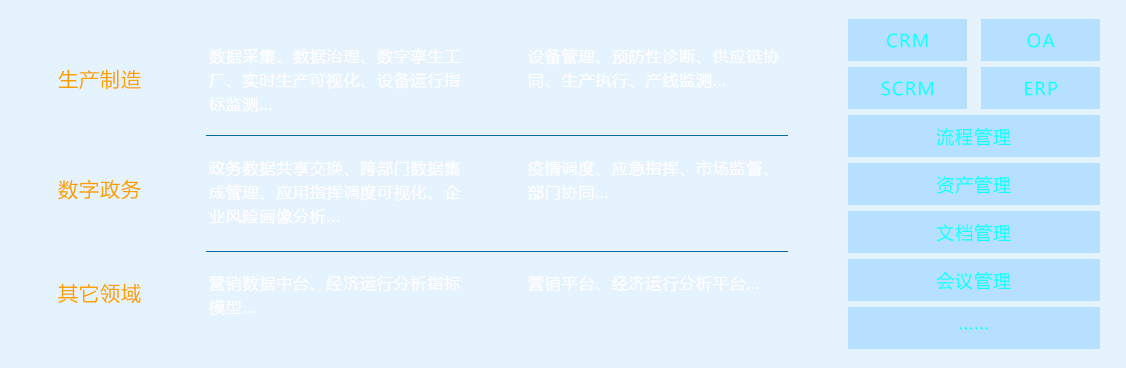 生产制造
数据采集、数据治理、数字孪生工
厂、实时生产可视化、设备运行指
标监测...
设备管理、预防性诊断、供应链协
同、生产执行、产线监测...
数字政务
政务数据共享交换、跨部门数据集
成管理、应用指挥调度可视化、企
业风险画像分析...
疫情调度、应急指挥、市场监督、
部门协同...
其它领域
营销数据中台、经济运行分析指标
模型...
营销平台、经济运行分析平台...
CRM
OA
SCRM
ERP
流程管理
资产管理
文档管理
会议管理
……